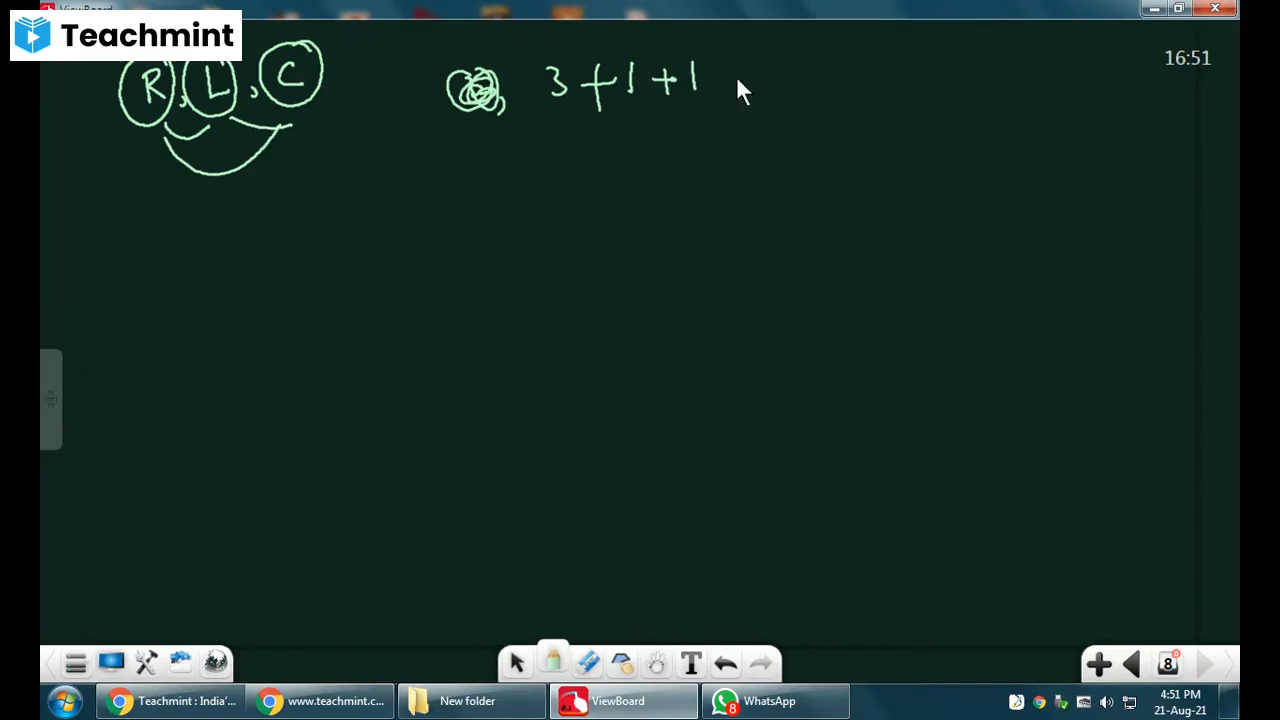 ViewBoard
Teachmint
16:51
R, L, C
3 + 1 + 1
T
8
Teachmint : India'...
www.teachmint.c...
New folder
ViewBoard
8
WhatsApp
4:51 PM
21-Aug-21